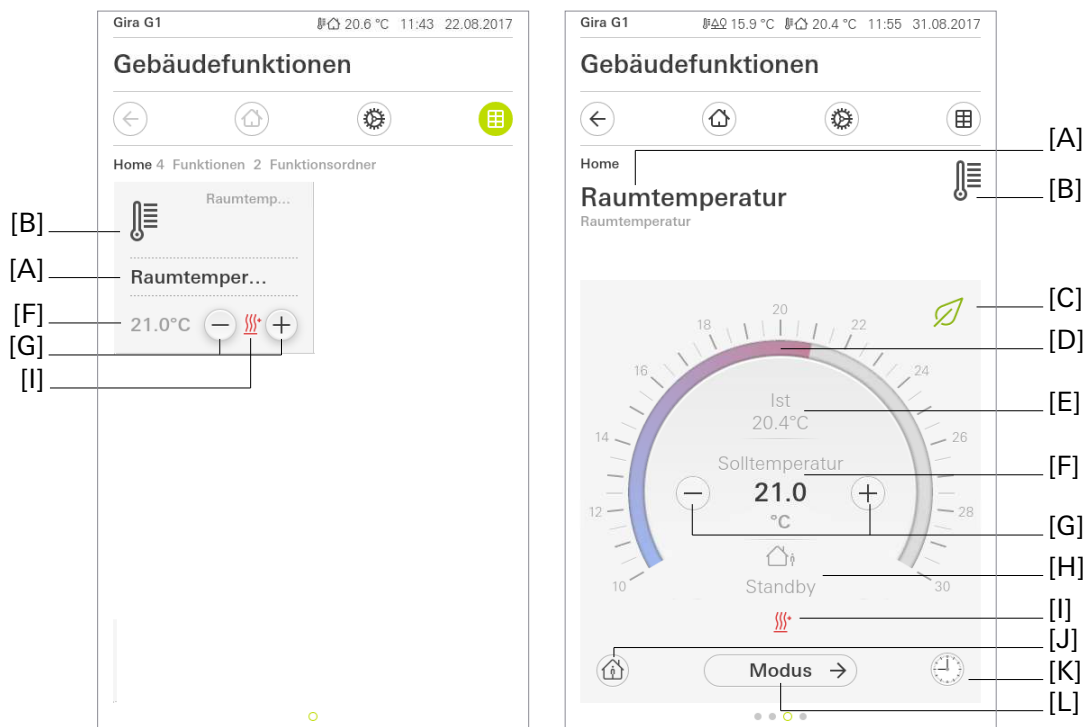 Gira G1 20.6 °C 11:43 22.08.2017
Gebäudefunktionen
Home 4 Funktionen 2 Funktionsordner
Raumtemp...
[B]
[A] Raumtemper...
[F] 21.0°C
[G]
[I]
Gira G1 15.9 °C 20.4 °C 11:55 31.08.2017
Gebäudefunktionen
[A]
Home
[B]
Raumtemperatur
Raumtemperatur
[C]
20
18 22
[D]
16 24
Ist [E]
20.4°C
14 26
Solltemperatur [F]
21.0
12 28
°C [G]
[H]
10 Standby 30
[I]
[J]
Modus [K]
[L]